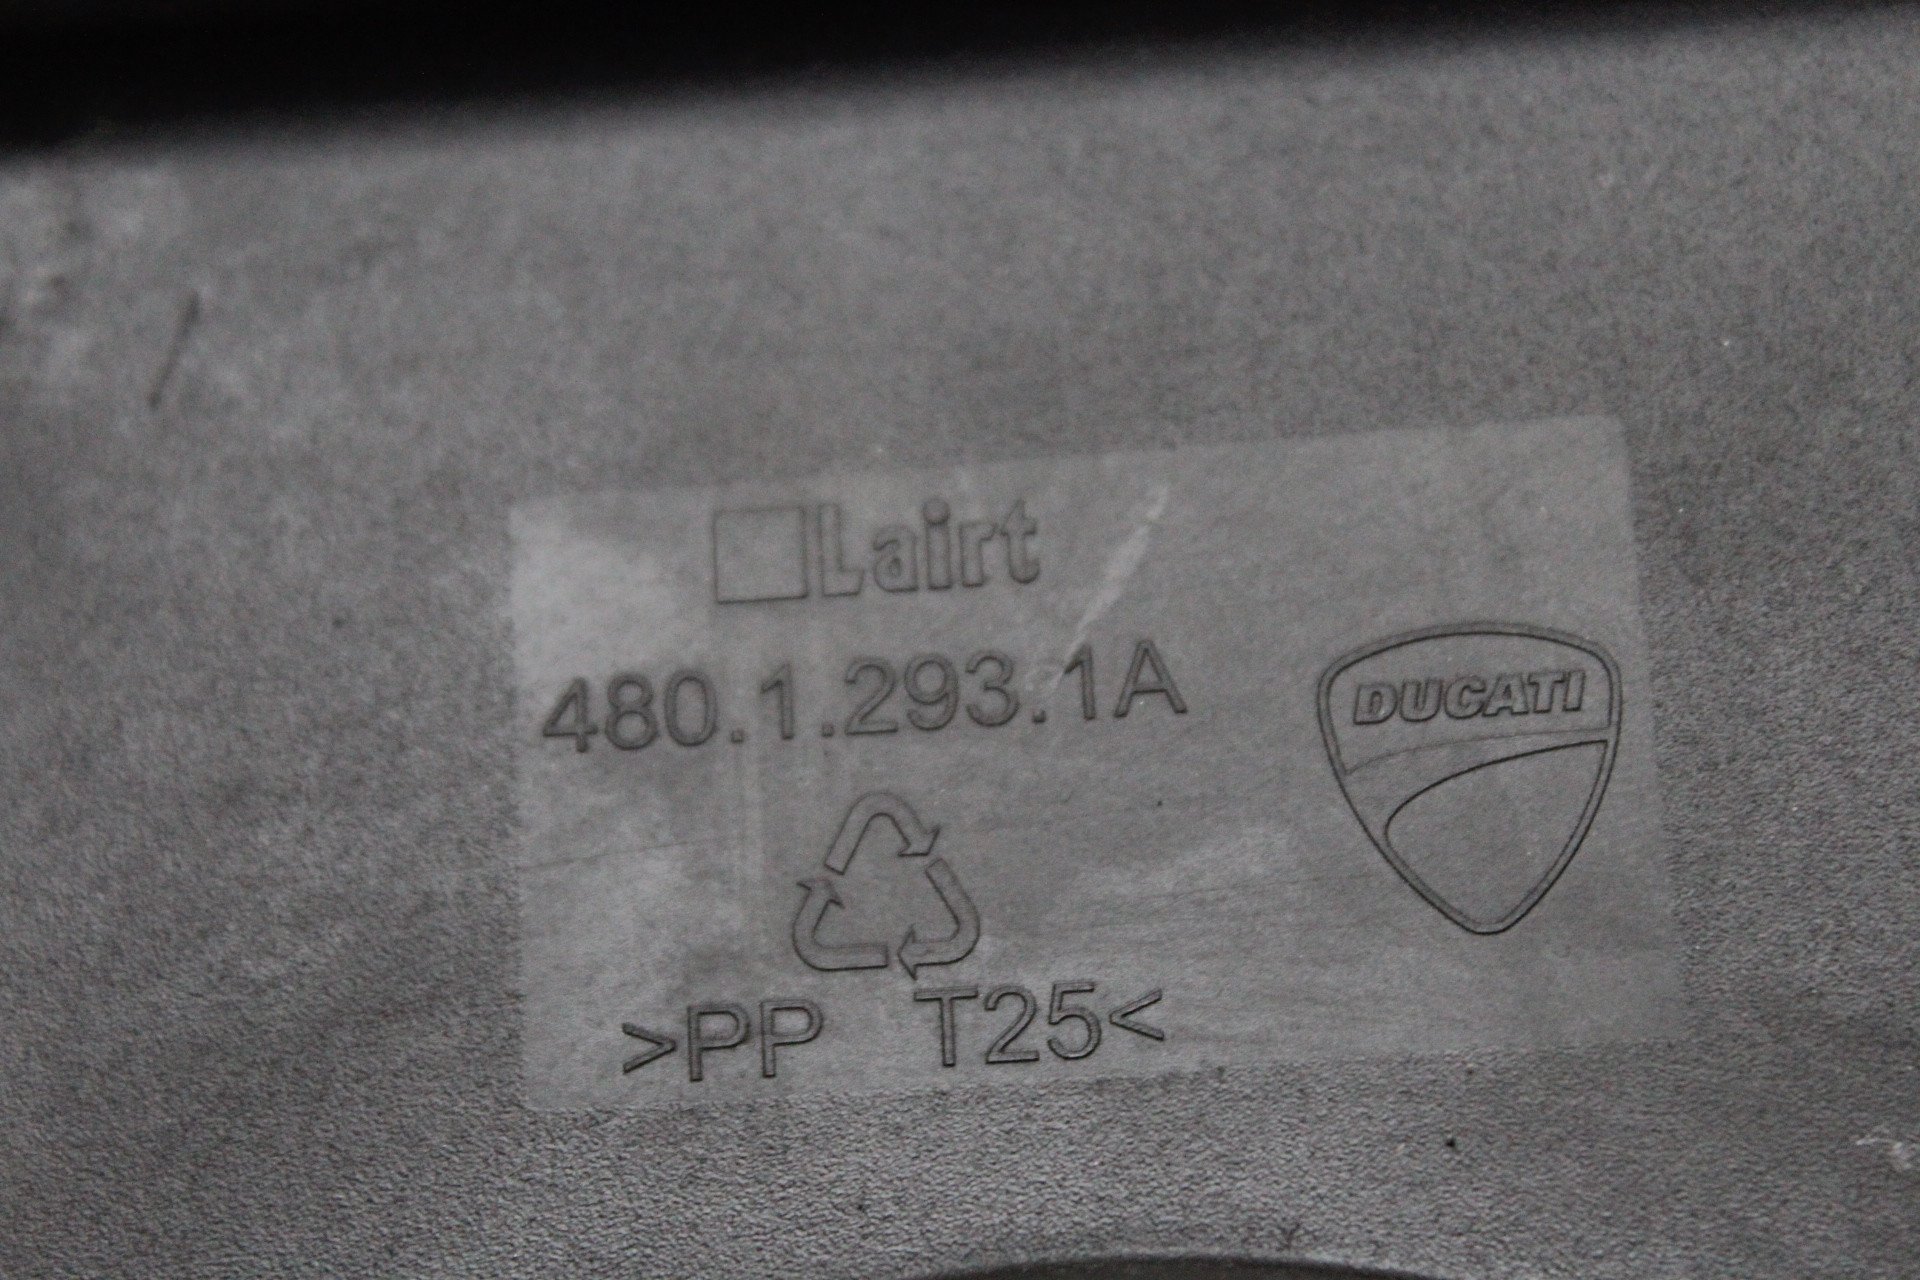 Lairt
480.1.293.1A
DUCATI
>PP T25<